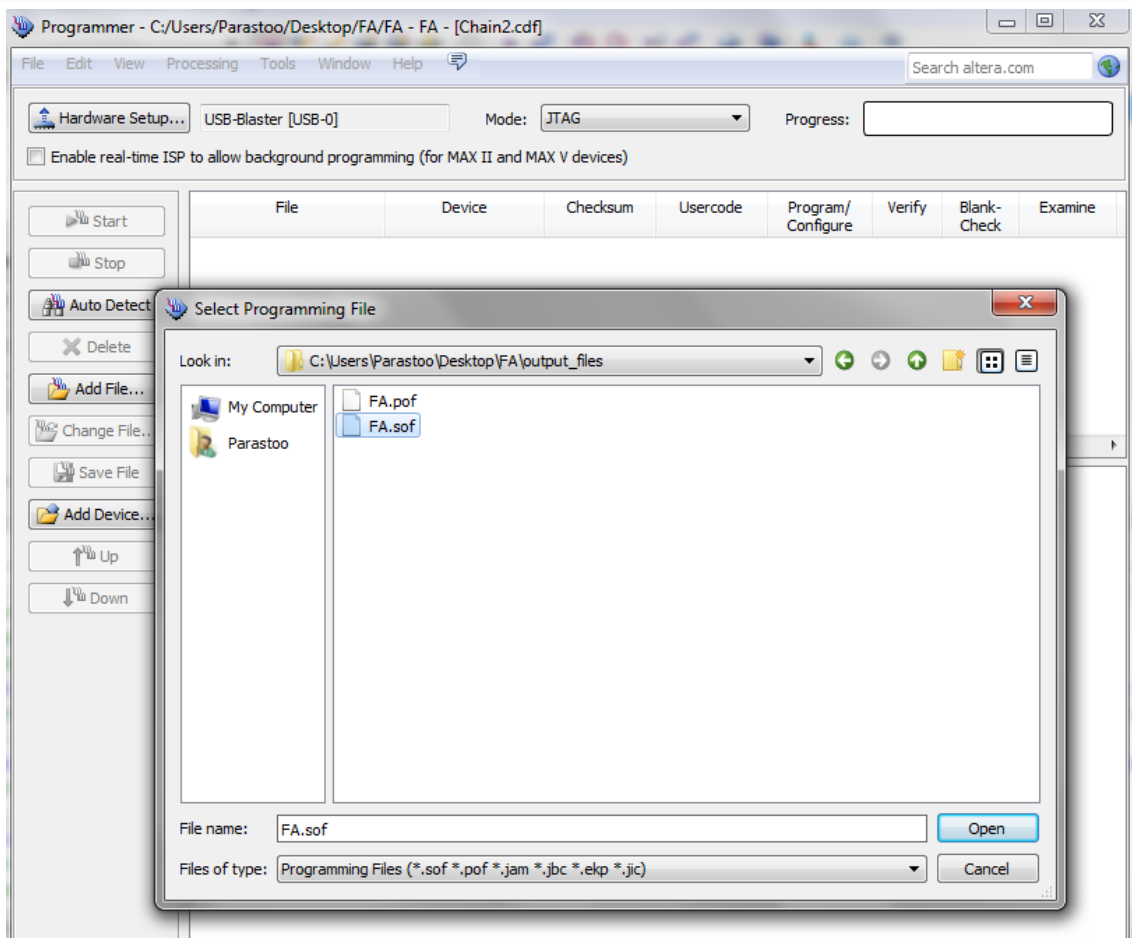 Programmer - C:/Users/Parastoo/Desktop/FA/FA - FA - [Chain2.cdf]
File Edit View Processing Tools Window Help
Search altera.com
Hardware Setup...
USB-Blaster [USB-0]
Mode: JTAG
Progress:
Enable real-time ISP to allow background programming (for MAX II and MAX V devices)
File Device Checksum Usercode Program/ Configure Verify Blank- Check Examine
Start
Stop
Auto Detect
Delete
Add File...
Change File..
Save File
Add Device...
Up
Down
Select Programming File
Look in: C:\Users\Parastoo\Desktop\FA\output_files
My Computer
Parastoo
FA.pof
FA.sof
File name: FA.sof
Open
Files of type: Programming Files (*.sof *.pof *.jam *.jbc *.ekp *.jic)
Cancel